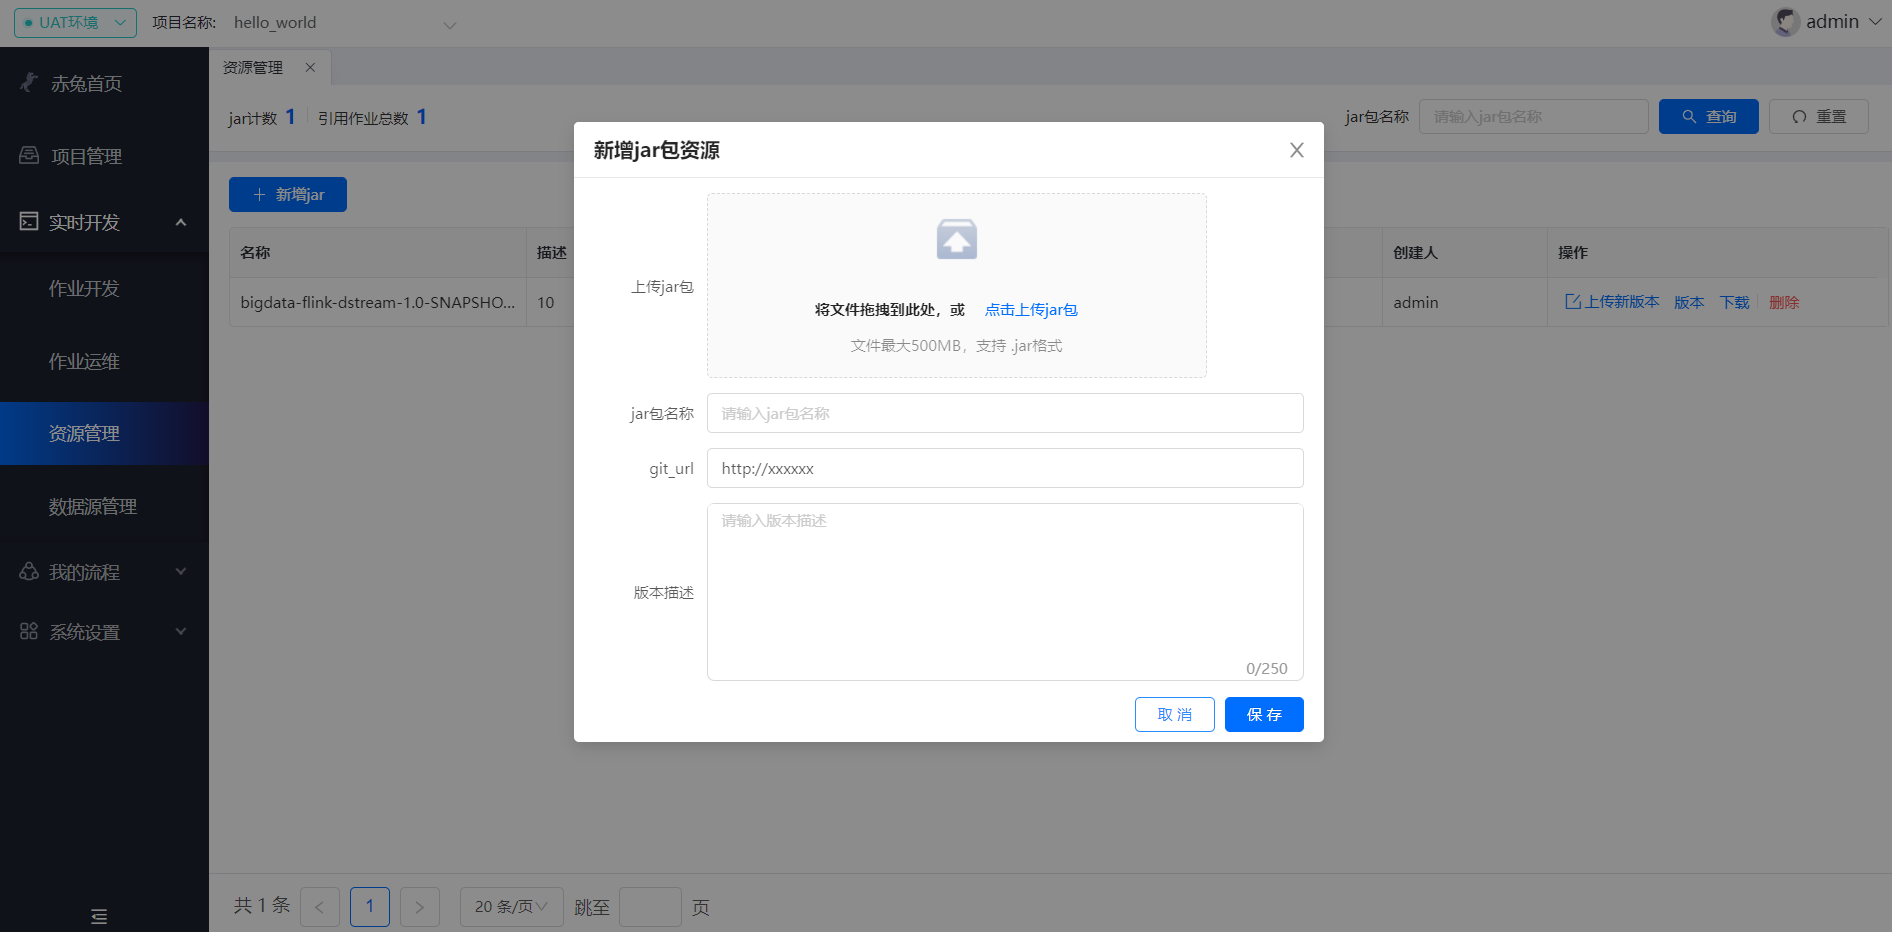 UAT环境
项目名称:
hello_world
admin
赤兔首页
项目管理
实时开发
作业开发
作业运维
资源管理
数据源管理
我的流程
系统设置
资源管理
jar计数 1
引用作业总数 1
jar包名称
请输入jar包名称
查询
重置
新增jar
名称
描述
创建人
操作
bigdata-flink-dstream-1.0-SNAPSHO...
10
admin
上传新版本
版本
下载
删除
新增jar包资源
上传jar包
将文件拖拽到此处，或 点击上传jar包
文件最大500MB，支持 .jar格式
jar包名称
请输入jar包名称
git_url
http://xxxxxx
版本描述
请输入版本描述
0/250
取 消
保 存
共 1 条
<
1
>
20 条/页
跳至
页